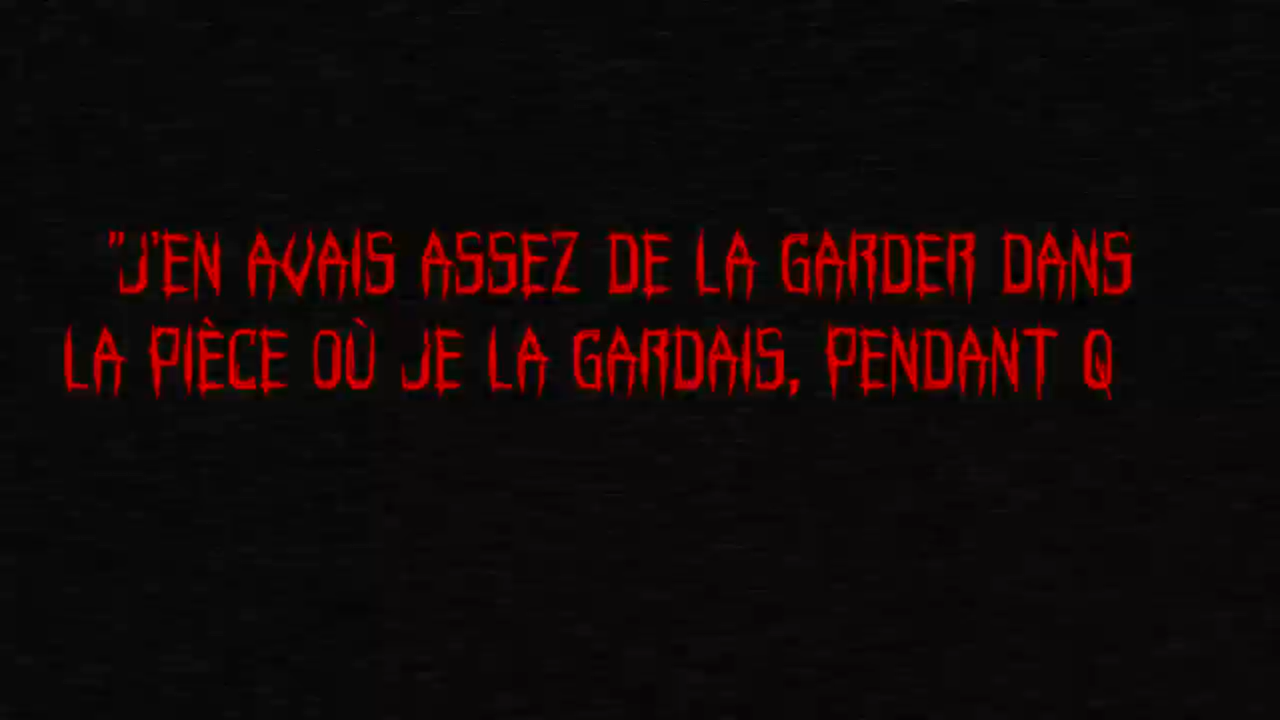 "J'EN AVAIS ASSEZ DE LA GARDER DANS
LA PIÈCE OÙ JE LA GARDAIS, PENDANT Q